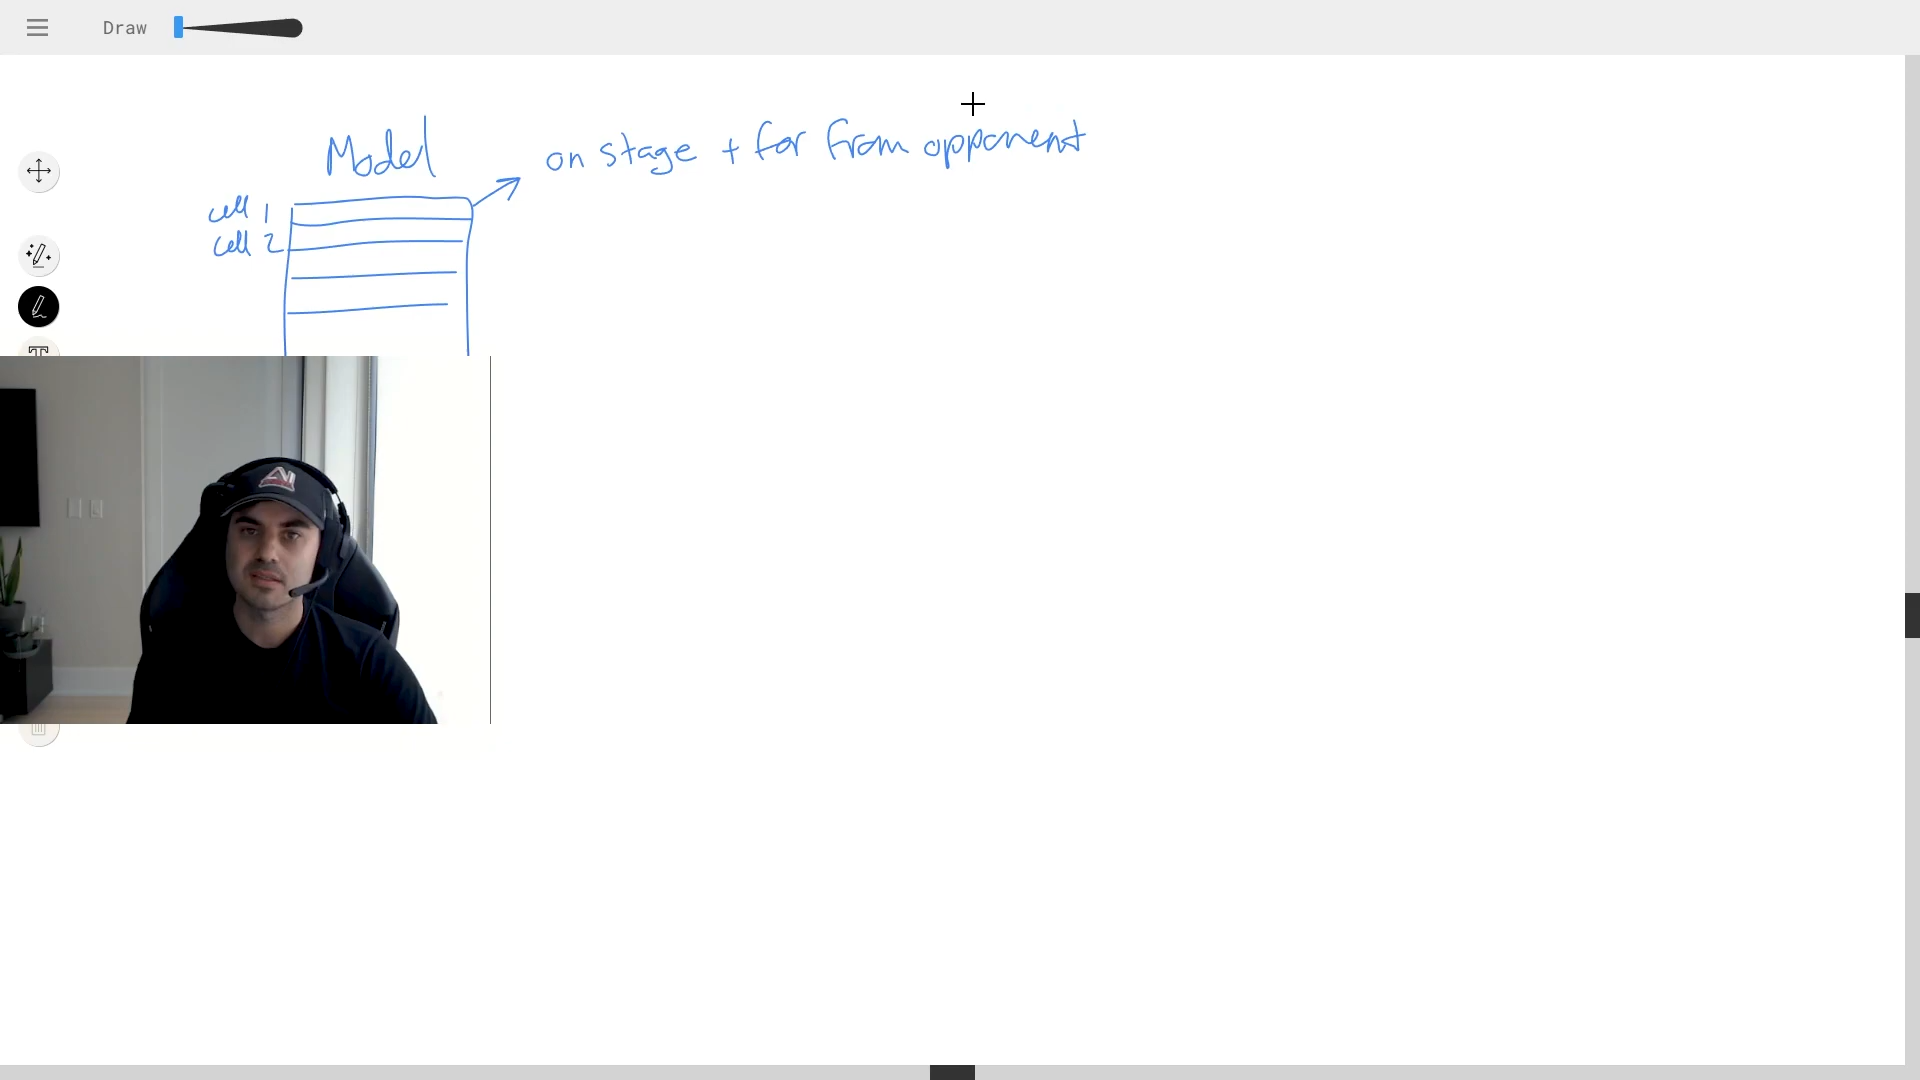 Draw
Model
on stage + far from opponent
cell 1
cell 2